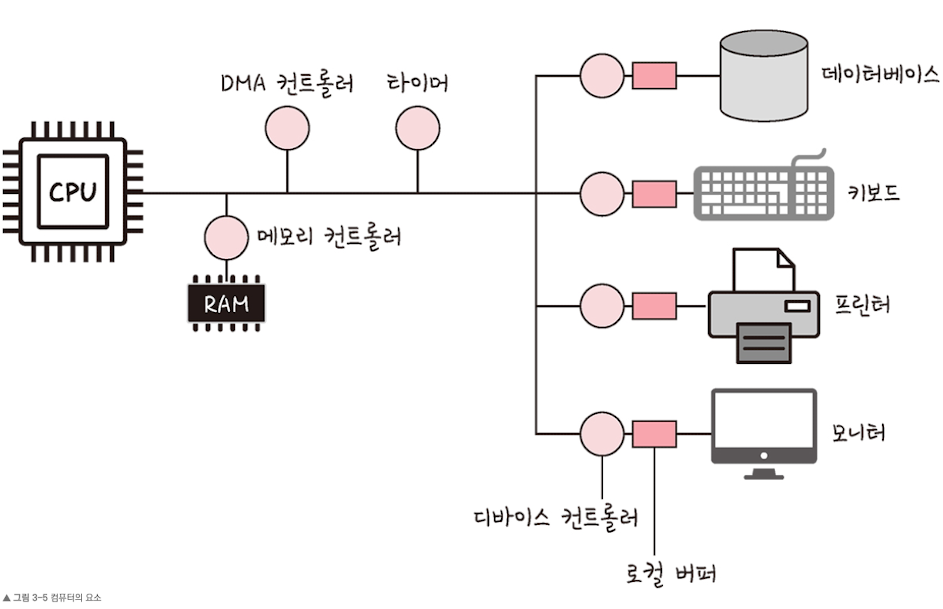 DMA 컨트롤러
타이머
데이터베이스
CPU
키보드
메모리 컨트롤러
RAM
프린터
모니터
디바이스 컨트롤러
로컬 버퍼
▲ 그림 3-5 컴퓨터의 요소